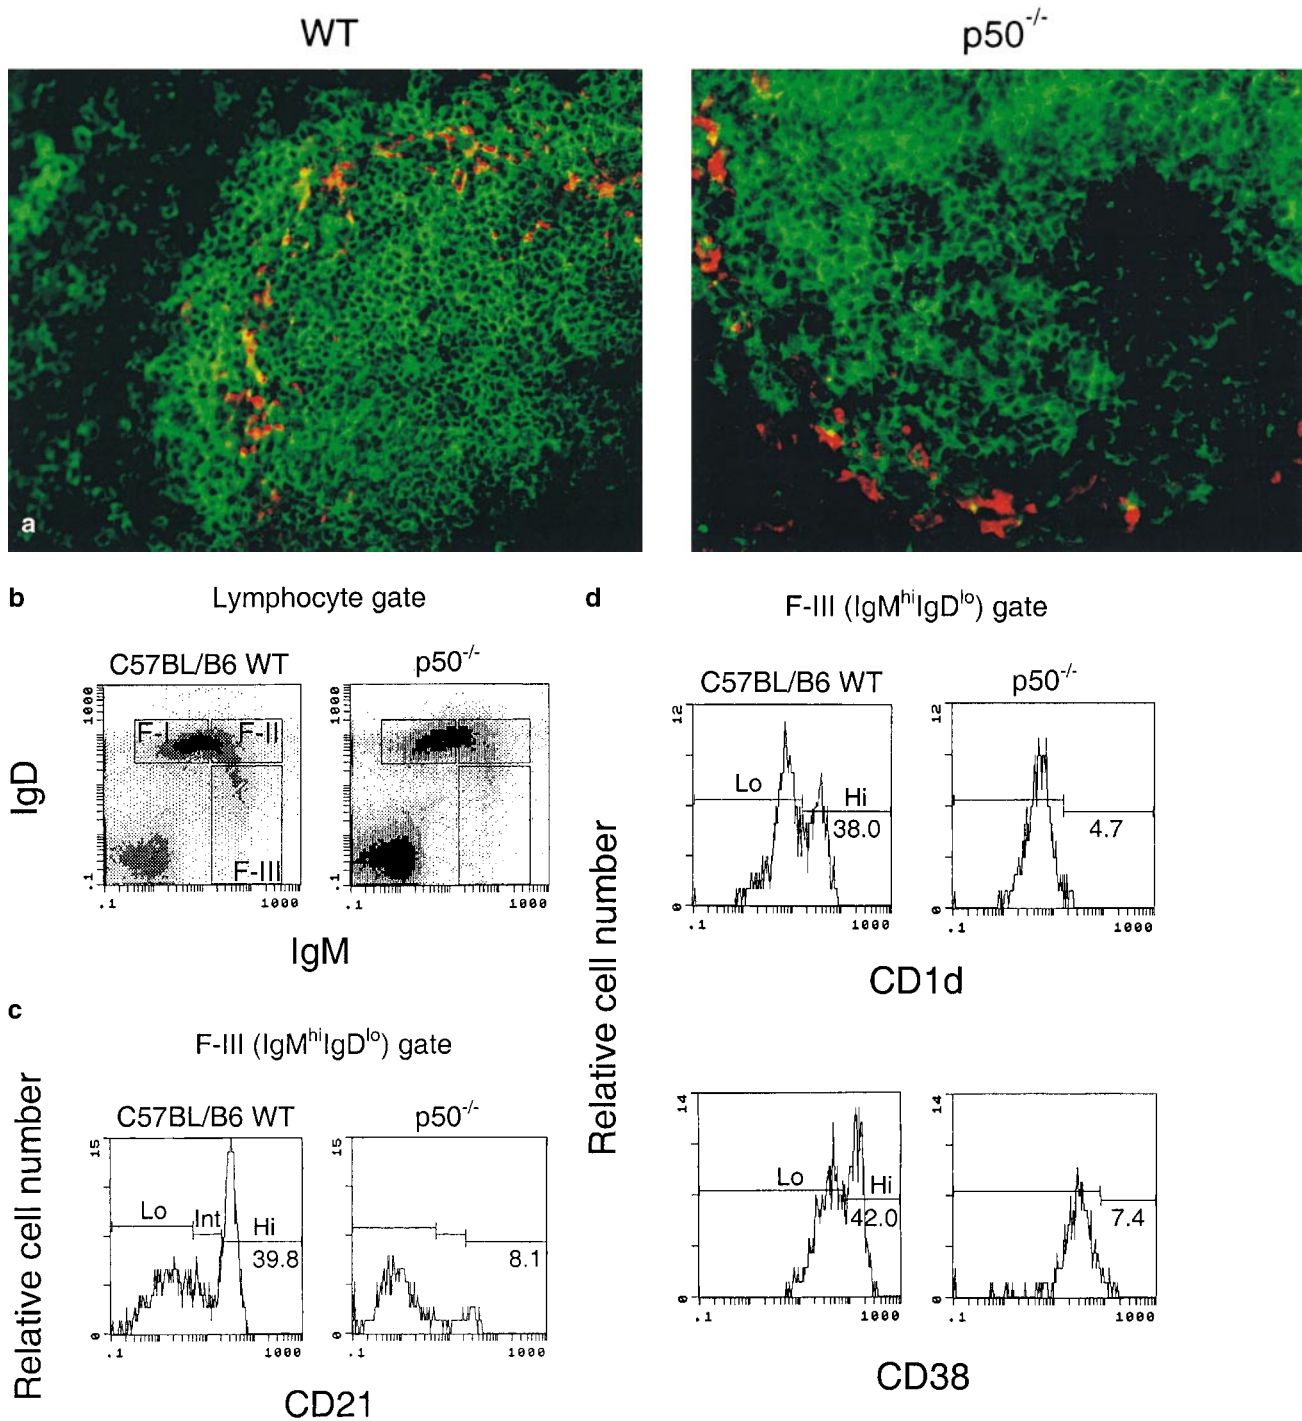 WT
p50-/-
a
b
Lymphocyte gate
C57BL/B6 WT
p50-/-
1000
F-I
F-II
F-III
.1
.1
1000
1000
.1
.1
1000
IgD
IgM
c
F-III (IgMhiIgDlo) gate
C57BL/B6 WT
p50-/-
15
Lo
Int
Hi
39.8
0
.1
1000
15
8.1
0
.1
1000
Relative cell number
CD21
d
F-III (IgMhiIgDlo) gate
C57BL/B6 WT
p50-/-
12
Lo
Hi
38.0
0
.1
1000
12
4.7
0
.1
1000
CD1d
Relative cell number
14
Lo
Hi
42.0
0
.1
1000
14
7.4
0
.1
1000
CD38